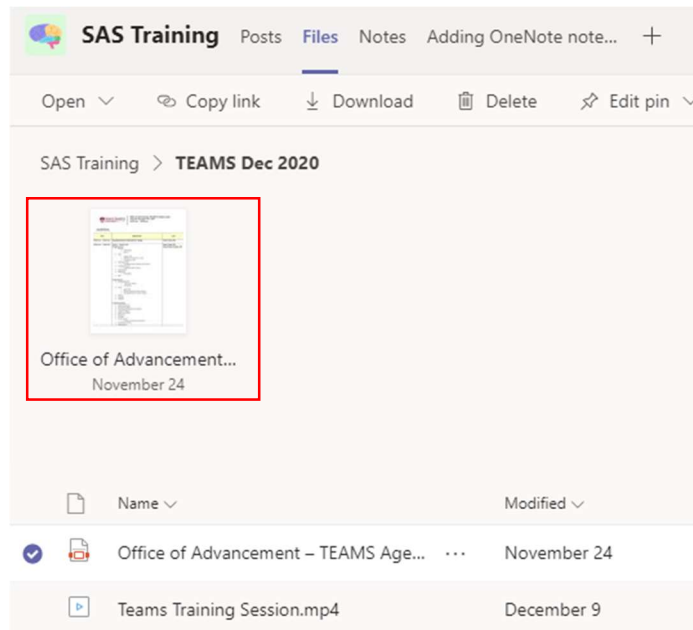 SAS Training Posts Files Notes Adding OneNote note...
Open Copy link Download Delete Edit pin
SAS Training > TEAMS Dec 2020
Office of Advancement...
November 24
Name Modified
Office of Advancement – TEAMS Age... ... November 24
Teams Training Session.mp4 December 9